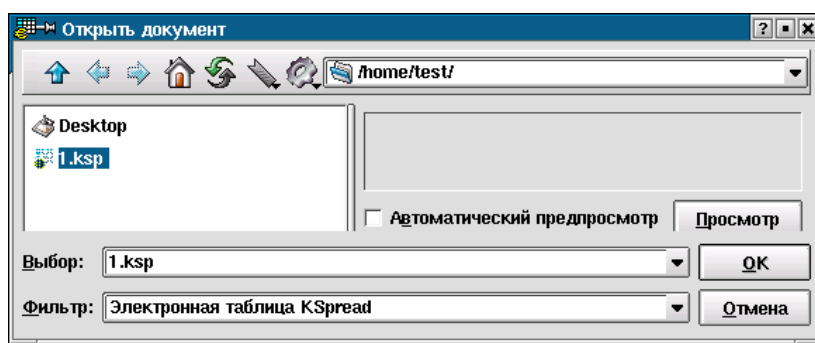 Открыть документ
/home/test/
Desktop
1.ksp
Автоматический предпросмотр
Просмотр
Выбор: 1.ksp OK
Фильтр: Электронная таблица KSpread Отмена